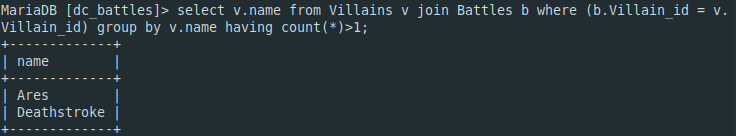 MariaDB [dc_battles]> select v.name from Villains v join Battles b where (b.Villain_id = v.
Villain_id) group by v.name having count(*)>1;
+-------------+
| name        |
+-------------+
| Ares        |
| Deathstroke |
+-------------+